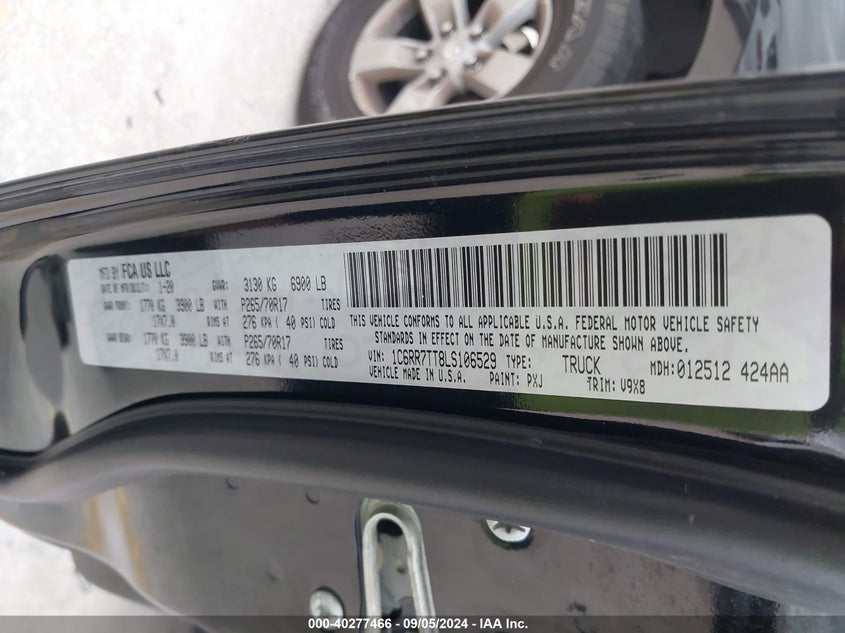 MFD BY FCA US LLC
DATE OF MFR/BUILT: 1-20 GVWR: 3130 KG 6900 LB
GAWR FRONT: 1770 KG 3900 LB WITH P265/70R17 TIRES
17X7.0 RIMS AT 276 KPA ( 40 PSI) COLD
GAWR REAR: 1770 KG 3900 LB WITH P265/70R17 TIRES
17X7.0 RIMS AT 276 KPA ( 40 PSI) COLD
THIS VEHICLE CONFORMS TO ALL APPLICABLE U.S.A. FEDERAL MOTOR VEHICLE SAFETY
STANDARDS IN EFFECT ON THE DATE OF MANUFACTURE SHOWN ABOVE.
VIN: 1C6RR7TT8LS106529 TYPE: TRUCK MDH: 012512 424AA
VEHICLE MADE IN U.S.A. PAINT: PXJ TRIM: V9X8
000-40277466 - 09/05/2024 - IAA Inc.